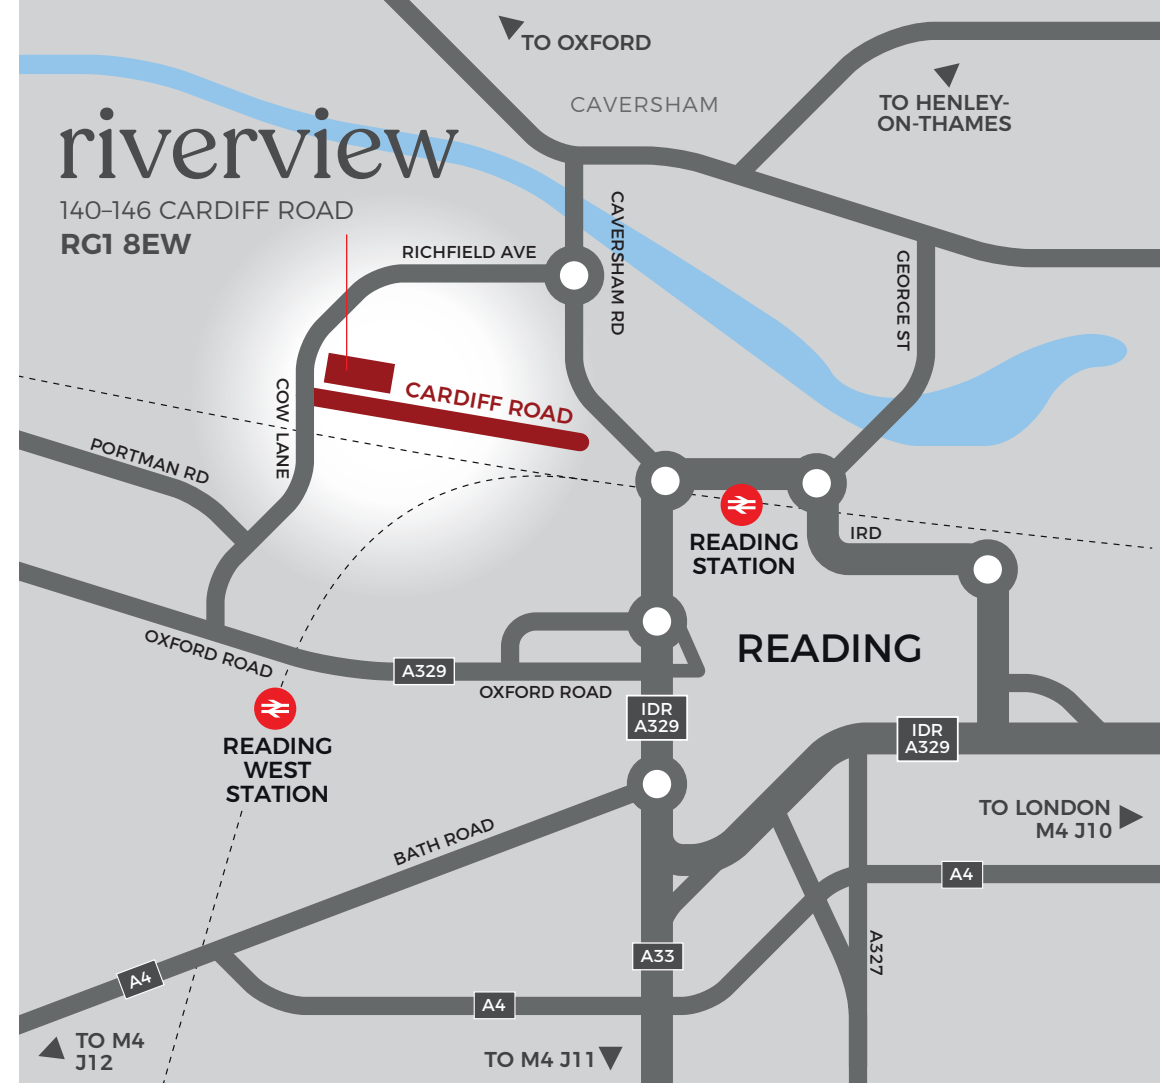 TO OXFORD
CAVERSHAM
TO HENLEY-
ON-THAMES
riverview
140–146 CARDIFF ROAD
RG1 8EW
RICHFIELD AVE
CAVERSHAM RD
GEORGE ST
COW LANE
CARDIFF ROAD
PORTMAN RD
READING
STATION
IRD
OXFORD ROAD
A329
OXFORD ROAD
READING
IDR
A329
IDR
A329
READING
WEST
STATION
BATH ROAD
TO LONDON
M4 J10
A4
A33
A327
A4
A4
TO M4
J12
TO M4 J11